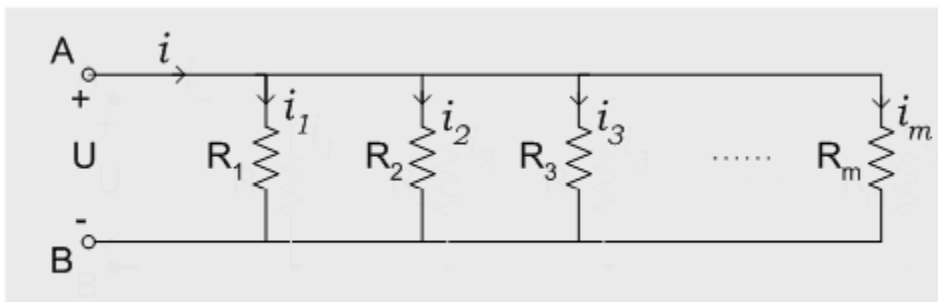 A i
+ i₁ i₂ i₃ iₘ
U R₁ R₂ R₃ ...... Rₘ
-
B